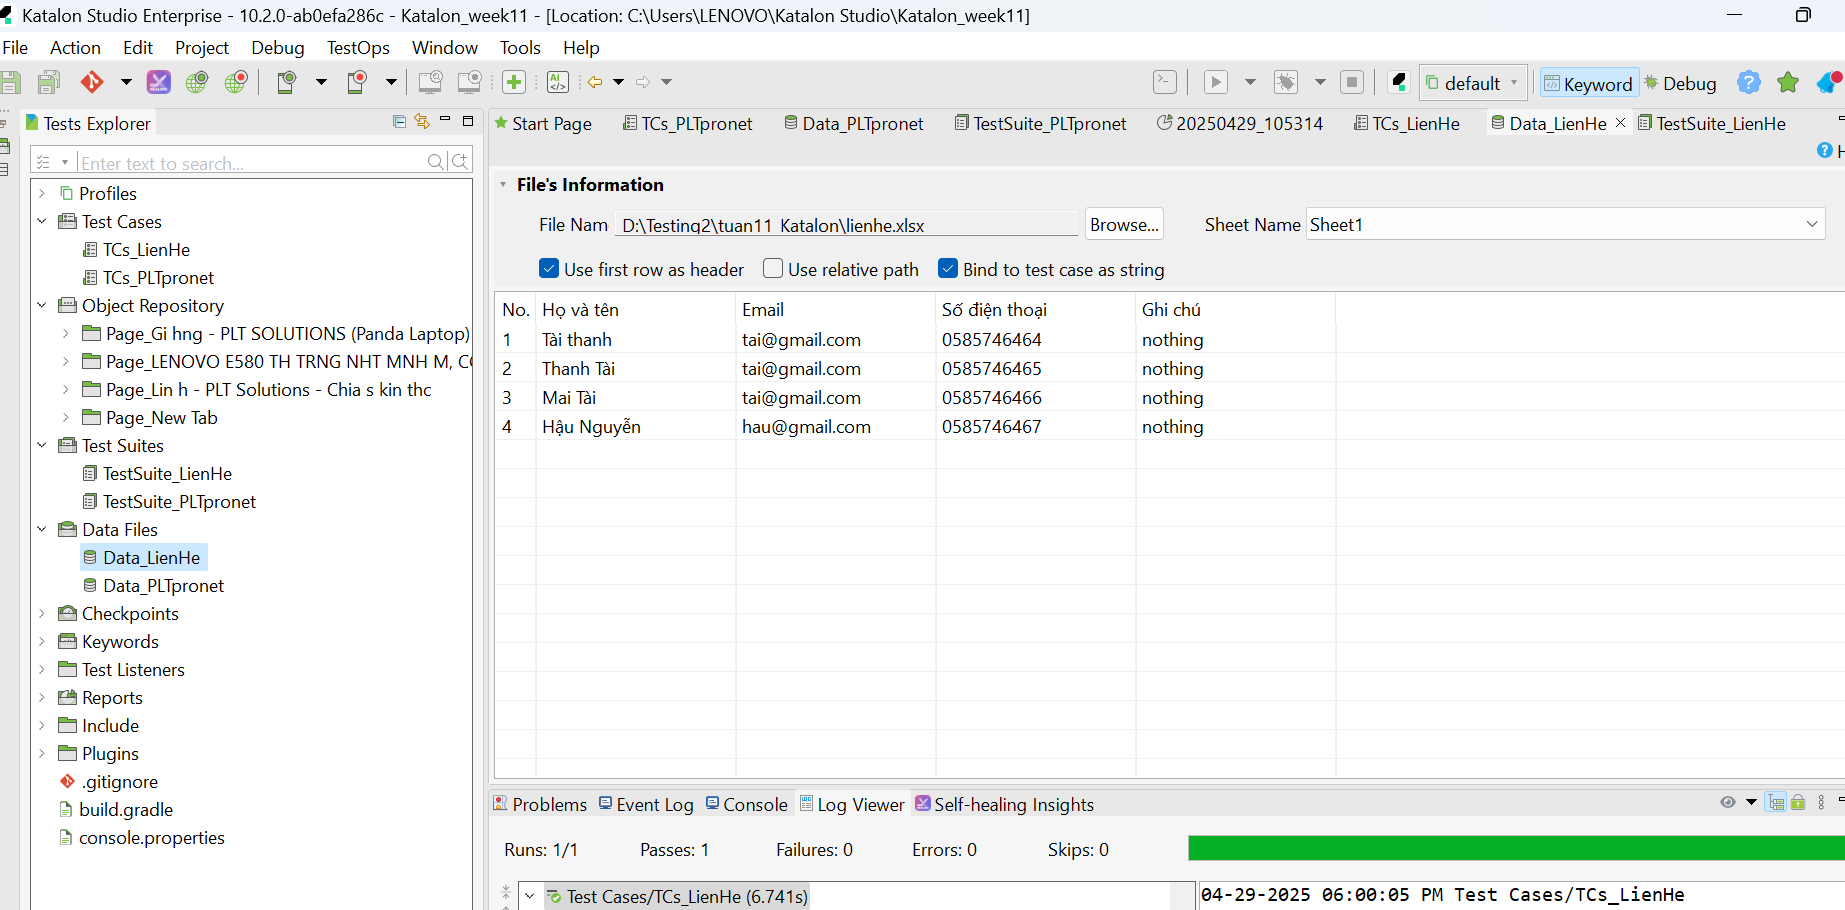 Katalon Studio Enterprise - 10.2.0-ab0efa286c - Katalon_week11 - [Location: C:\Users\LENOVO\Katalon Studio\Katalon_week11]
File Action Edit Project Debug TestOps Window Tools Help
default Keyword Debug
Tests Explorer
Start Page TCs_PLTpronet Data_PLTpronet TestSuite_PLTpronet 20250429_105314 TCs_LienHe Data_LienHe TestSuite_LienHe
Enter text to search...
File's Information
File Nam D:\Testing2\tuan11_Katalon\lienhe.xlsx Browse... Sheet Name Sheet1
Use first row as header Use relative path Bind to test case as string
No. Họ và tên Email Số điện thoại Ghi chú
1 Tài thanh tai@gmail.com 0585746464 nothing
2 Thanh Tài tai@gmail.com 0585746465 nothing
3 Mai Tài tai@gmail.com 0585746466 nothing
4 Hậu Nguyễn hau@gmail.com 0585746467 nothing
Profiles
Test Cases
TCs_LienHe
TCs_PLTpronet
Object Repository
Page_Gi hng - PLT SOLUTIONS (Panda Laptop)
Page_LENOVO E580 TH TRNG NHT MNH M,
Page_Lin h - PLT Solutions - Chia s kin thc
Page_New Tab
Test Suites
TestSuite_LienHe
TestSuite_PLTpronet
Data Files
Data_LienHe
Data_PLTpronet
Checkpoints
Keywords
Test Listeners
Reports
Include
Plugins
.gitignore
build.gradle
console.properties
Problems Event Log Console Log Viewer Self-healing Insights
Runs: 1/1 Passes: 1 Failures: 0 Errors: 0 Skips: 0
Test Cases/TCs_LienHe (6.741s)
04-29-2025 06:00:05 PM Test Cases/TCs_LienHe